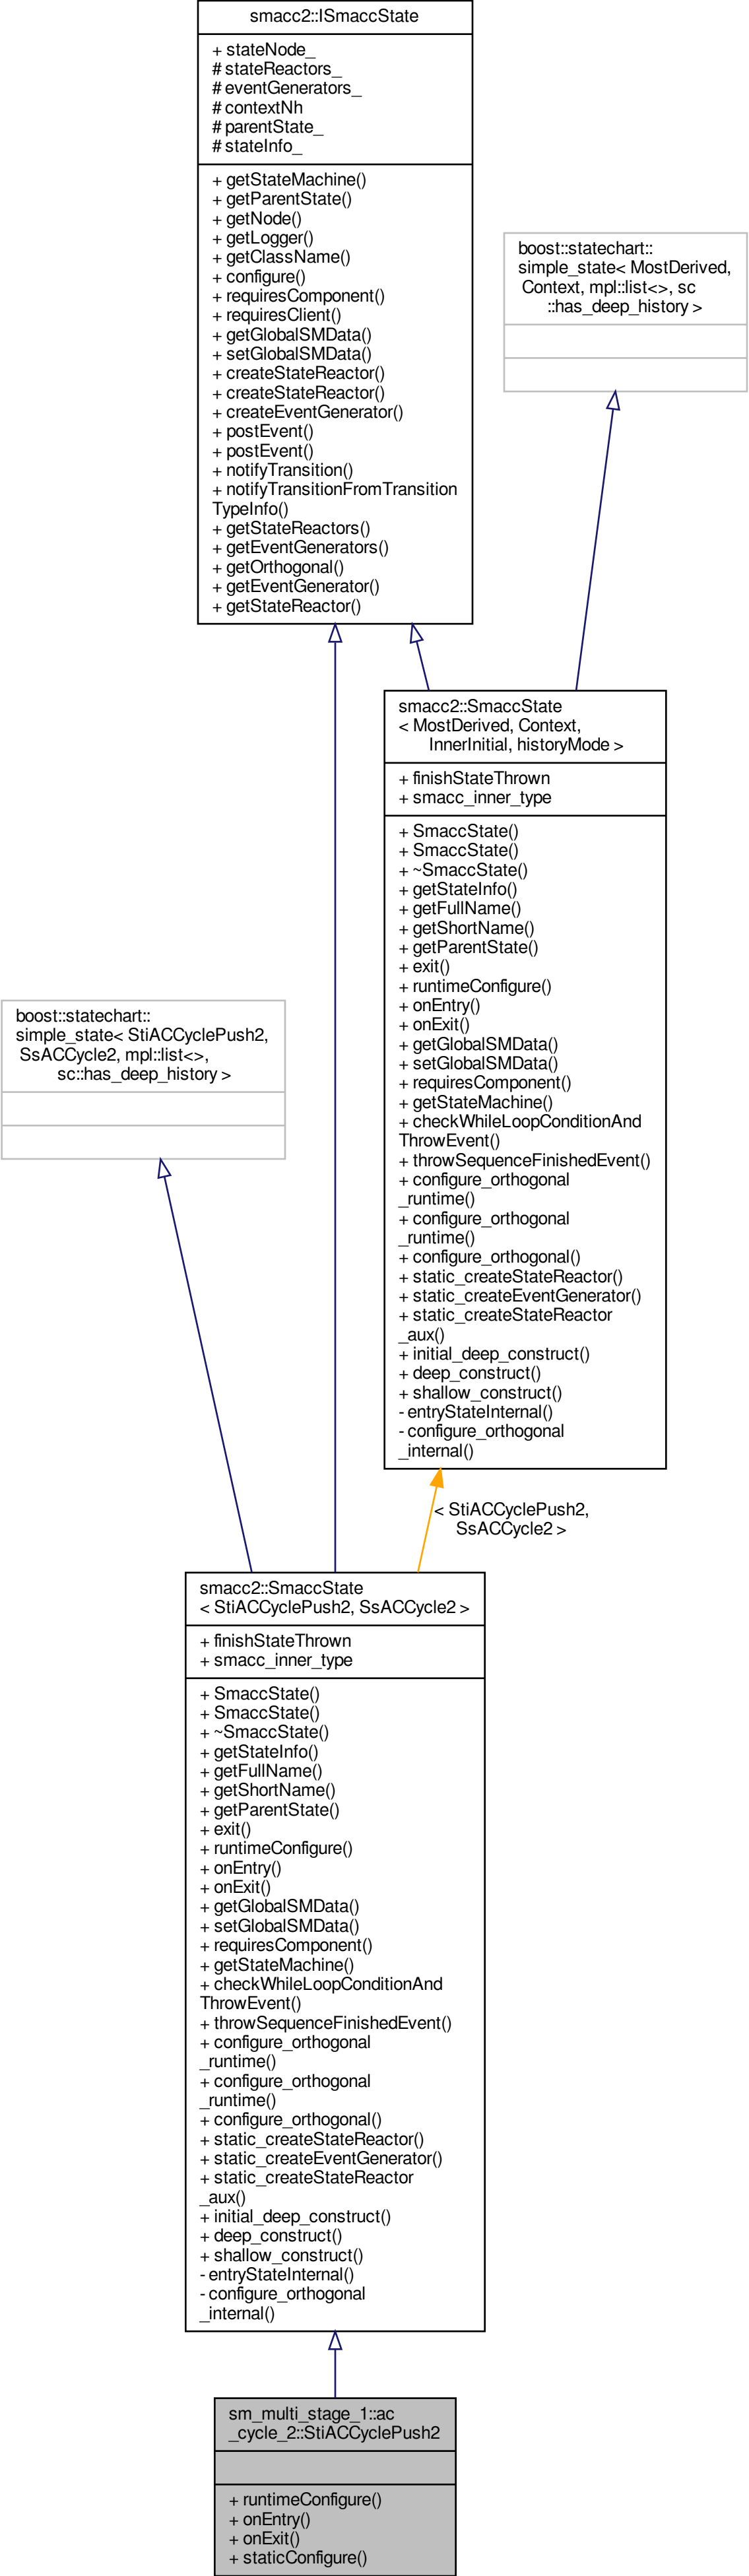 smacc2::ISmaccState
+ stateNode_
# stateReactors_
# eventGenerators_
# contextNh
# parentState_
# stateInfo_
+ getStateMachine()
+ getParentState()
+ getNode()
+ getLogger()
+ getClassName()
+ configure()
+ requiresComponent()
+ requiresClient()
+ getGlobalSMData()
+ setGlobalSMData()
+ createStateReactor()
+ createStateReactor()
+ createEventGenerator()
+ postEvent()
+ postEvent()
+ notifyTransition()
+ notifyTransitionFromTransition
TypeInfo()
+ getStateReactors()
+ getEventGenerators()
+ getOrthogonal()
+ getEventGenerator()
+ getStateReactor()
boost::statechart::
simple_state< MostDerived,
Context, mpl::list<>, sc
::has_deep_history >
smacc2::SmaccState
< MostDerived, Context,
InnerInitial, historyMode >
+ finishStateThrown
+ smacc_inner_type
+ SmaccState()
+ SmaccState()
+ ~SmaccState()
+ getStateInfo()
+ getFullName()
+ getShortName()
+ getParentState()
+ exit()
+ runtimeConfigure()
+ onEntry()
+ onExit()
+ getGlobalSMData()
+ setGlobalSMData()
+ requiresComponent()
+ getStateMachine()
+ checkWhileLoopConditionAnd
ThrowEvent()
+ throwSequenceFinishedEvent()
+ configure_orthogonal
_runtime()
+ configure_orthogonal
_runtime()
+ configure_orthogonal()
+ static_createStateReactor()
+ static_createEventGenerator()
+ static_createStateReactor
_aux()
+ initial_deep_construct()
+ deep_construct()
+ shallow_construct()
- entryStateInternal()
- configure_orthogonal
_internal()
boost::statechart::
simple_state< StiACCyclePush2,
SsACCycle2, mpl::list<>,
sc::has_deep_history >
< StiACCyclePush2,
SsACCycle2 >
smacc2::SmaccState
< StiACCyclePush2, SsACCycle2 >
+ finishStateThrown
+ smacc_inner_type
+ SmaccState()
+ SmaccState()
+ ~SmaccState()
+ getStateInfo()
+ getFullName()
+ getShortName()
+ getParentState()
+ exit()
+ runtimeConfigure()
+ onEntry()
+ onExit()
+ getGlobalSMData()
+ setGlobalSMData()
+ requiresComponent()
+ getStateMachine()
+ checkWhileLoopConditionAnd
ThrowEvent()
+ throwSequenceFinishedEvent()
+ configure_orthogonal
_runtime()
+ configure_orthogonal
_runtime()
+ configure_orthogonal()
+ static_createStateReactor()
+ static_createEventGenerator()
+ static_createStateReactor
_aux()
+ initial_deep_construct()
+ deep_construct()
+ shallow_construct()
- entryStateInternal()
- configure_orthogonal
_internal()
sm_multi_stage_1::ac
_cycle_2::StiACCyclePush2
+ runtimeConfigure()
+ onEntry()
+ onExit()
+ staticConfigure()